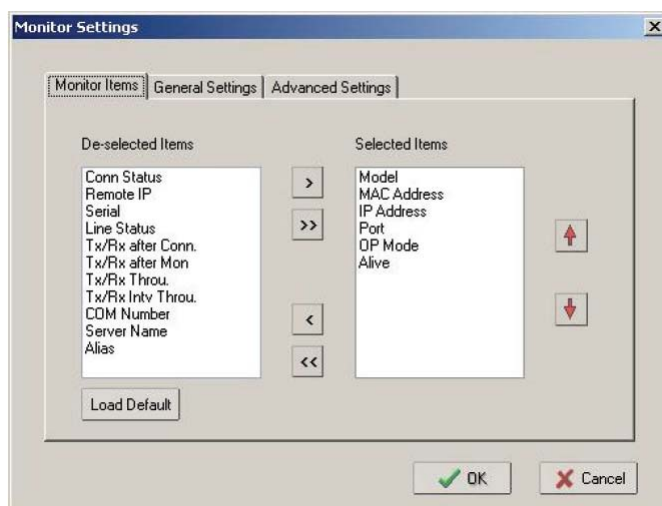 Monitor Settings
Monitor Items General Settings Advanced Settings
De-selected Items
Conn Status
Remote IP
Serial
Line Status
Tx/Rx after Conn.
Tx/Rx after Mon
Tx/Rx Throu.
Tx/Rx Intv Throu.
COM Number
Server Name
Alias
>
>>
<
<<
Selected Items
Model
MAC Address
IP Address
Port
OP Mode
Alive
Load Default
OK Cancel